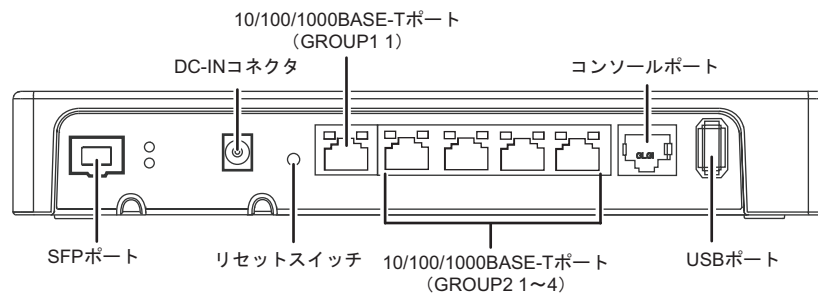 10/100/1000BASE-Tポート
（GROUP1 1）
DC-INコネクタ
コンソールポート
SFPポート
リセットスイッチ
10/100/1000BASE-Tポート
（GROUP2 1～4）
USBポート